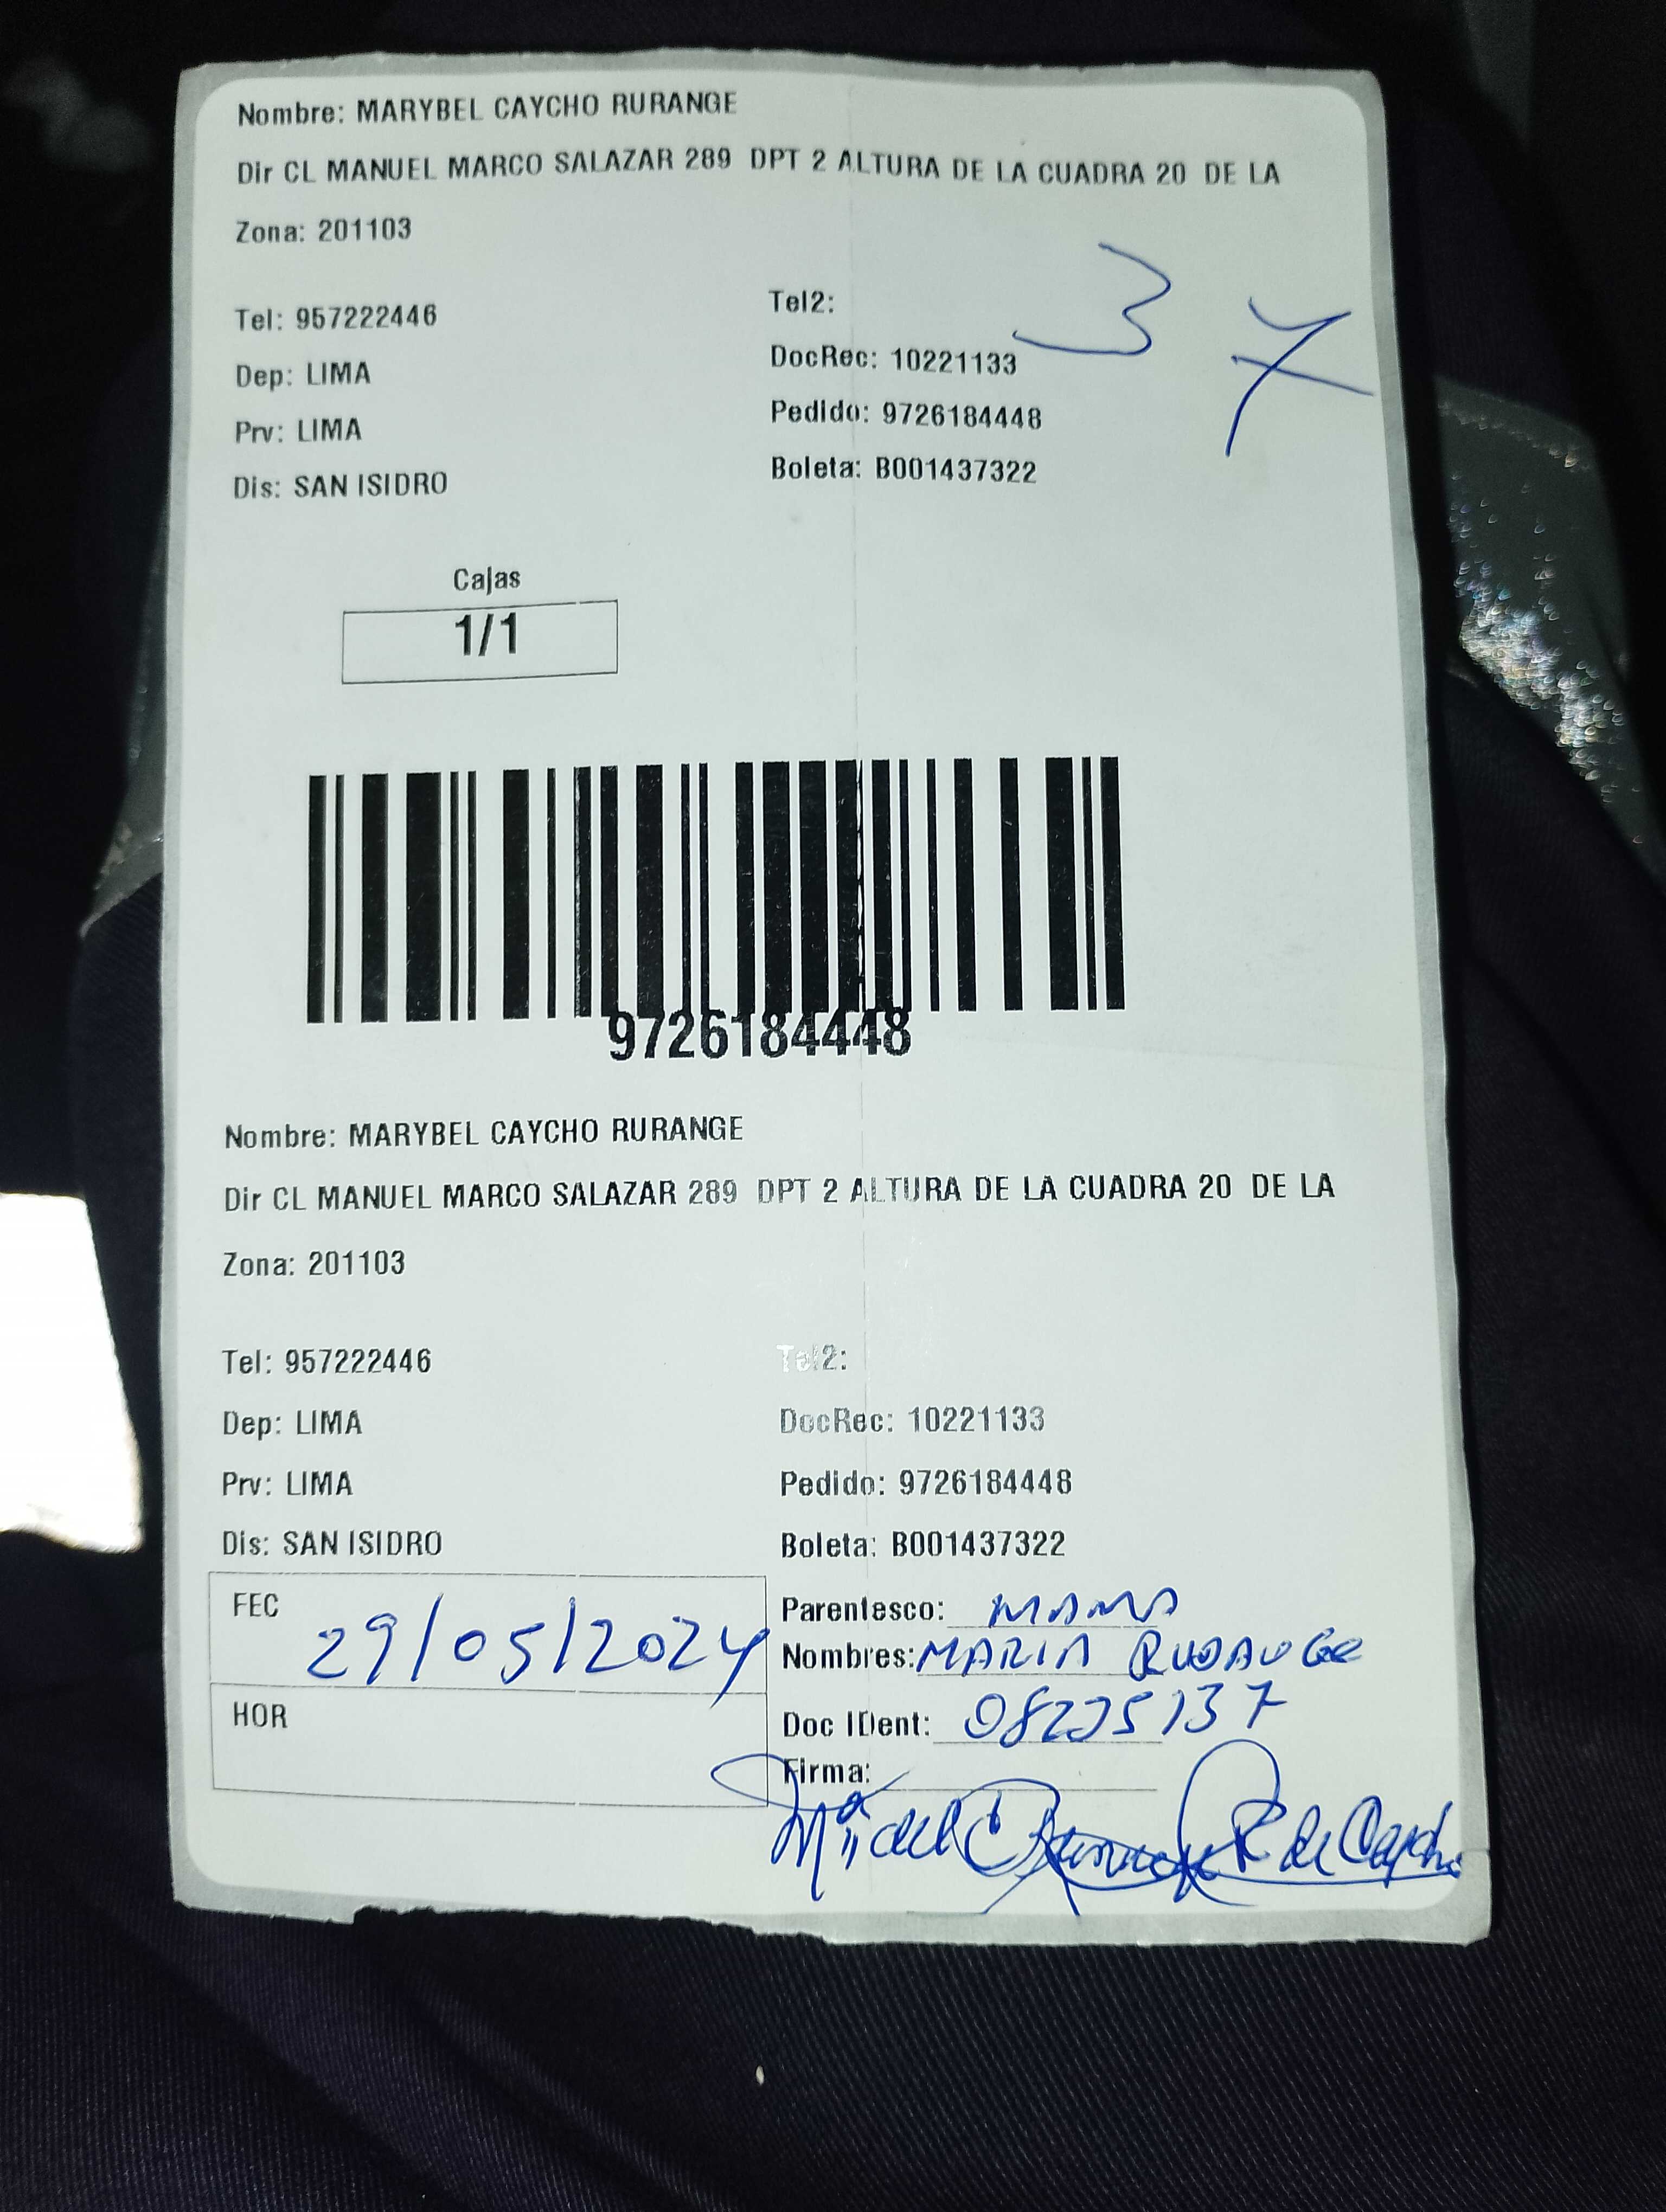 Nombre: MARYBEL CAYCHO RURANGE
Dir CL MANUEL MARCO SALAZAR 289 DPT 2 ALTURA DE LA CUADRA 20 DE LA
Zona: 201103
3 7
Tel: 957222446 Tel2:
Dep: LIMA DocRec: 10221133
Prv: LIMA Pedido: 9726184448
Dis: SAN ISIDRO Boleta: B001437322
Cajas
1/1
9726184448
Nombre: MARYBEL CAYCHO RURANGE
Dir CL MANUEL MARCO SALAZAR 289 DPT 2 ALTURA DE LA CUADRA 20 DE LA
Zona: 201103
Tel: 957222446 Tel2:
Dep: LIMA DocRec: 10221133
Prv: LIMA Pedido: 9726184448
Dis: SAN ISIDRO Boleta: B001437322
FEC 29/05/2024 Parentesco: MAMA
Nombres: MARIA
HOR Doc IDent:
Firma: